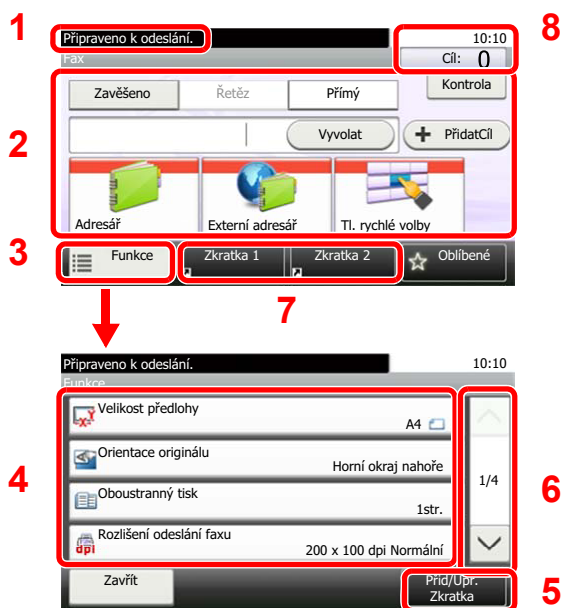 1
Připraveno k odeslání.
10:10
8
Fax
Cíl: 0
Zavěšeno
Řetěz
Přímý
Kontrola
2
Vyvolat
PřidatCíl
Adresář
Externí adresář
Tl. rychlé volby
3
Funkce
Zkratka 1
Zkratka 2
Oblíbené
7
Připraveno k odeslání.
10:10
Funkce
Velikost předlohy
A4
Orientace originálu
Horní okraj nahoře
4
1/4
6
Oboustranný tisk
1str.
dpi
Rozlišení odeslání faxu
200 x 100 dpi Normální
Zavřít
Přid/Upr.
Zkratka
5